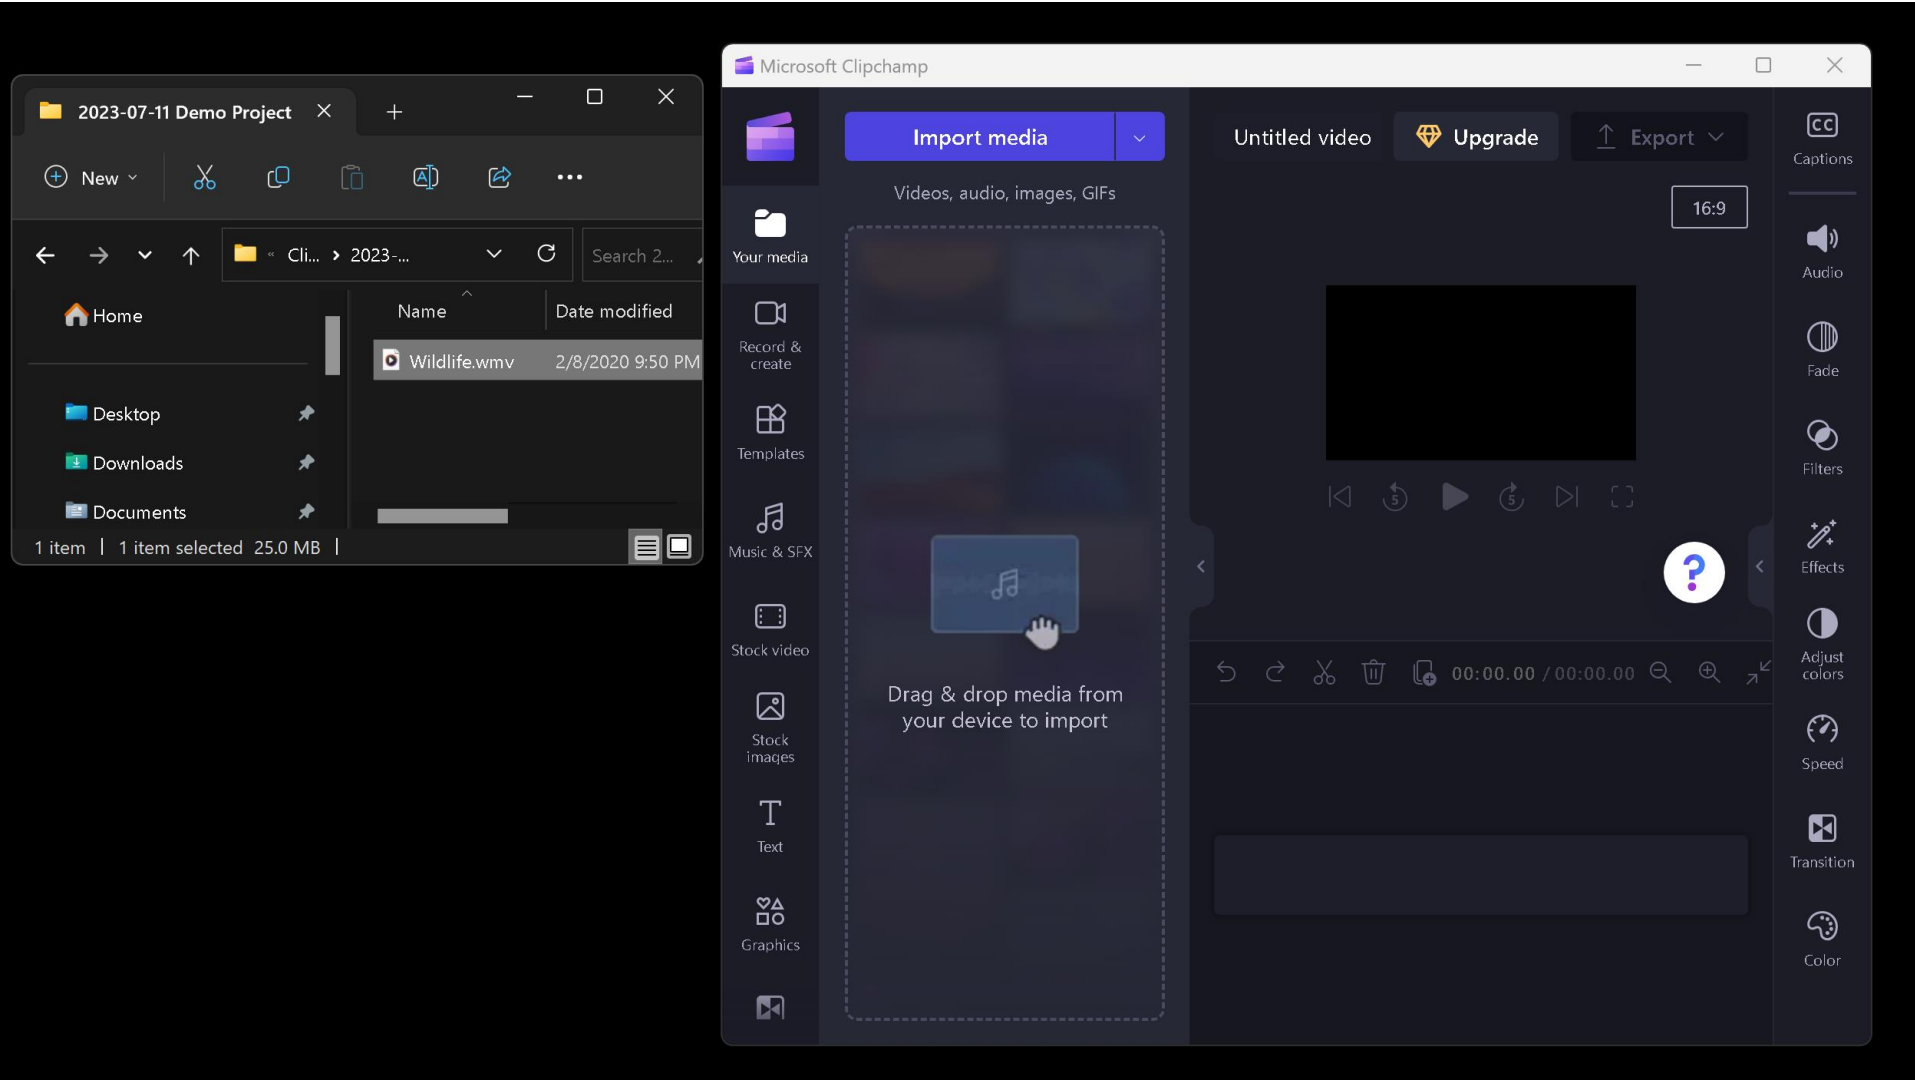 2023-07-11 Demo Project
New
Cli... > 2023-...
Search 2...
Home
Desktop
Downloads
Documents
Name
Date modified
Wildlife.wmv
2/8/2020 9:50 PM
1 item | 1 item selected 25.0 MB |
Microsoft Clipchamp
Import media
Videos, audio, images, GIFs
Your media
Record &
create
Templates
Music & SFX
Stock video
Stock
images
Text
Graphics
Drag & drop media from
your device to import
Untitled video
Upgrade
Export
16:9
5
5
?
00:00.00 / 00:00.00
CC
Captions
Audio
Fade
Filters
Effects
Adjust
colors
Speed
Transition
Color